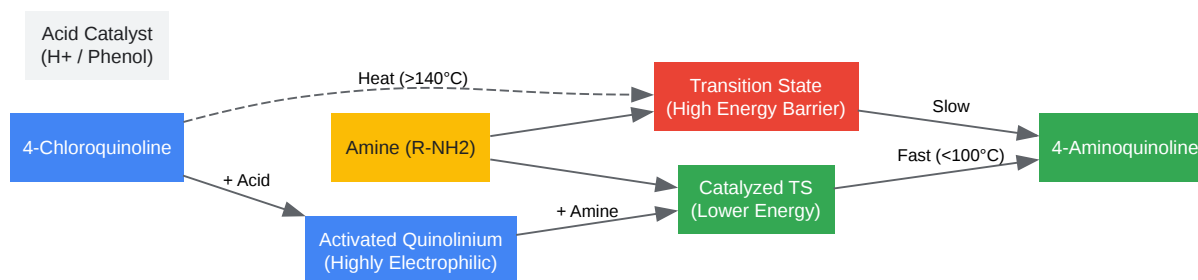 Acid Catalyst
(H+ / Phenol)
Heat (>140°C)
Transition State
(High Energy Barrier)
Slow
4-Chloroquinoline
Amine (R-NH2)
4-Aminoquinoline
Fast (<100°C)
+ Acid
Catalyzed TS
(Lower Energy)
+ Amine
Activated Quinolinium
(Highly Electrophilic)